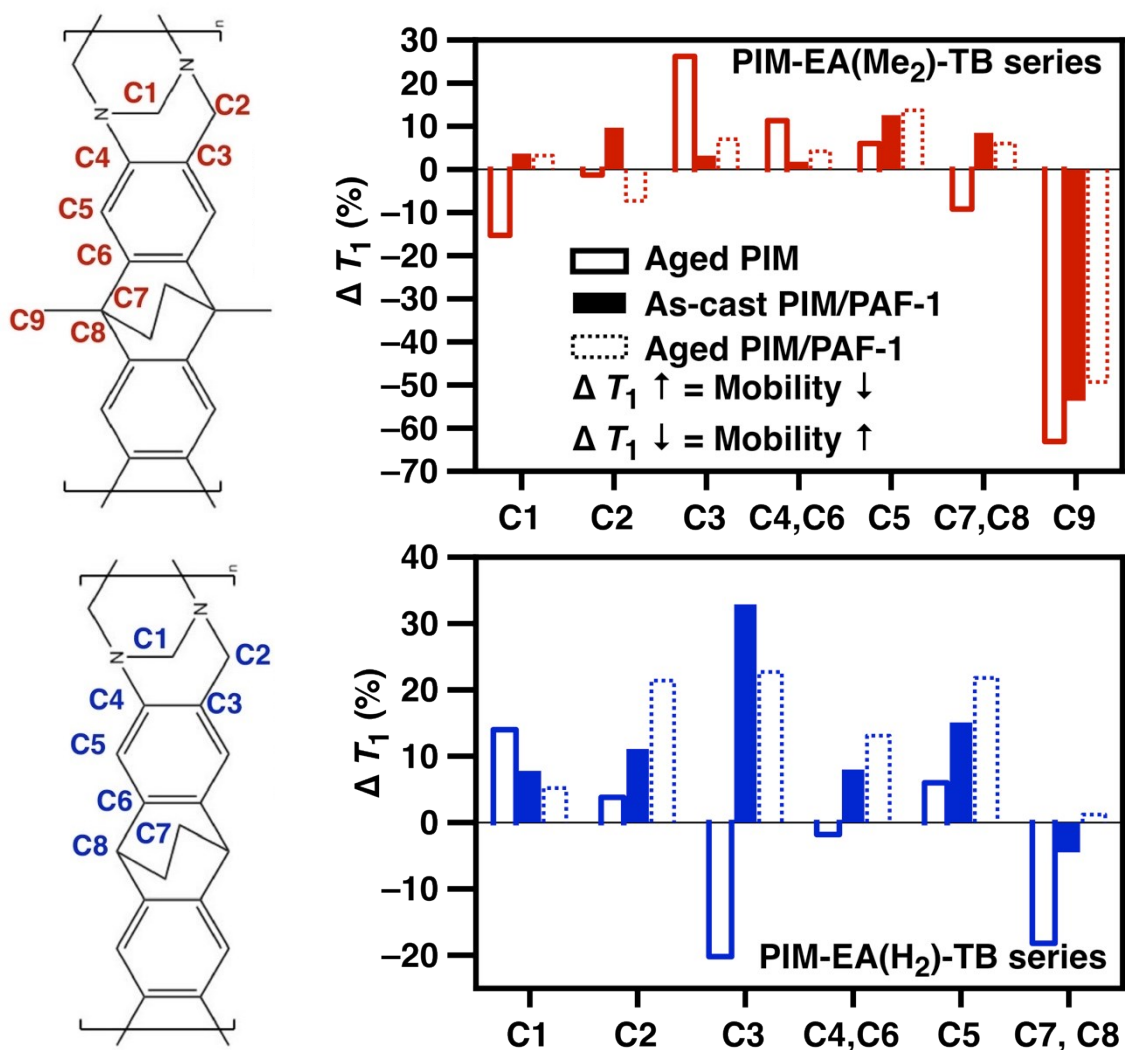 n
N
N
C1
C2
C4
C3
C5
C6
C7
C9
C8
30
20
10
0
–10
–20
–30
–40
–50
–60
–70
Δ T1 (%)
PIM-EA(Me2)-TB series
Aged PIM
As-cast PIM/PAF-1
Aged PIM/PAF-1
Δ T1 ↑ = Mobility ↓
Δ T1 ↓ = Mobility ↑
C1 C2 C3 C4,C6 C5 C7,C8 C9
n
N
N
C1
C2
C4
C3
C5
C6
C7
C8
40
30
20
10
0
–10
–20
Δ T1 (%)
PIM-EA(H2)-TB series
C1 C2 C3 C4,C6 C5 C7, C8